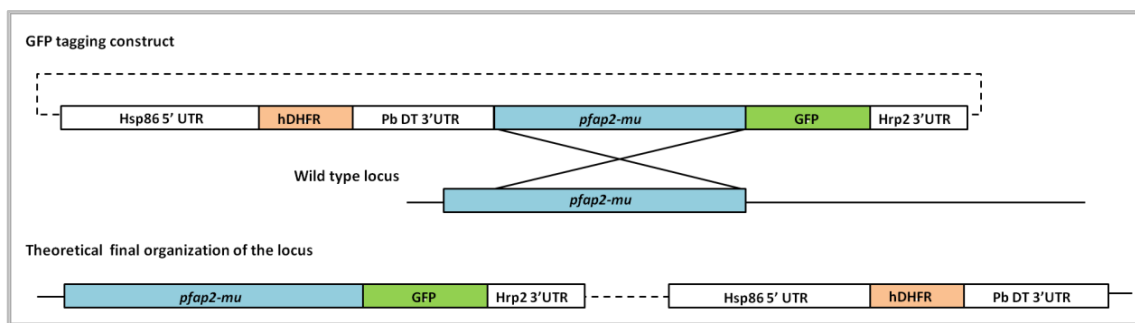 GFP tagging construct
Hsp86 5' UTR hDHFR Pb DT 3'UTR pfap2-mu GFP Hrp2 3'UTR
Wild type locus
pfap2-mu
Theoretical final organization of the locus
pfap2-mu GFP Hrp2 3'UTR Hsp86 5' UTR hDHFR Pb DT 3'UTR